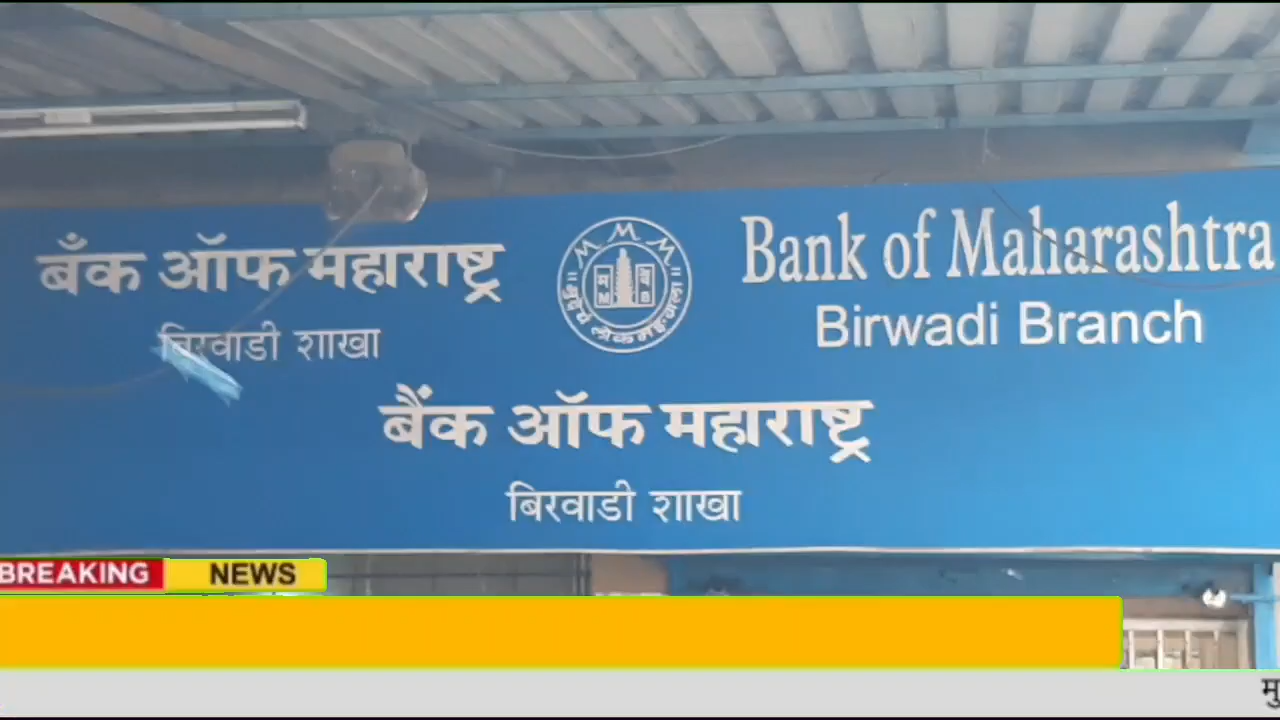 बँक ऑफ महाराष्ट्र
बिरवाडी शाखा
Bank of Maharashtra
Birwadi Branch
बैंक ऑफ महाराष्ट्र
बिरवाडी शाखा
BREAKING NEWS
मु